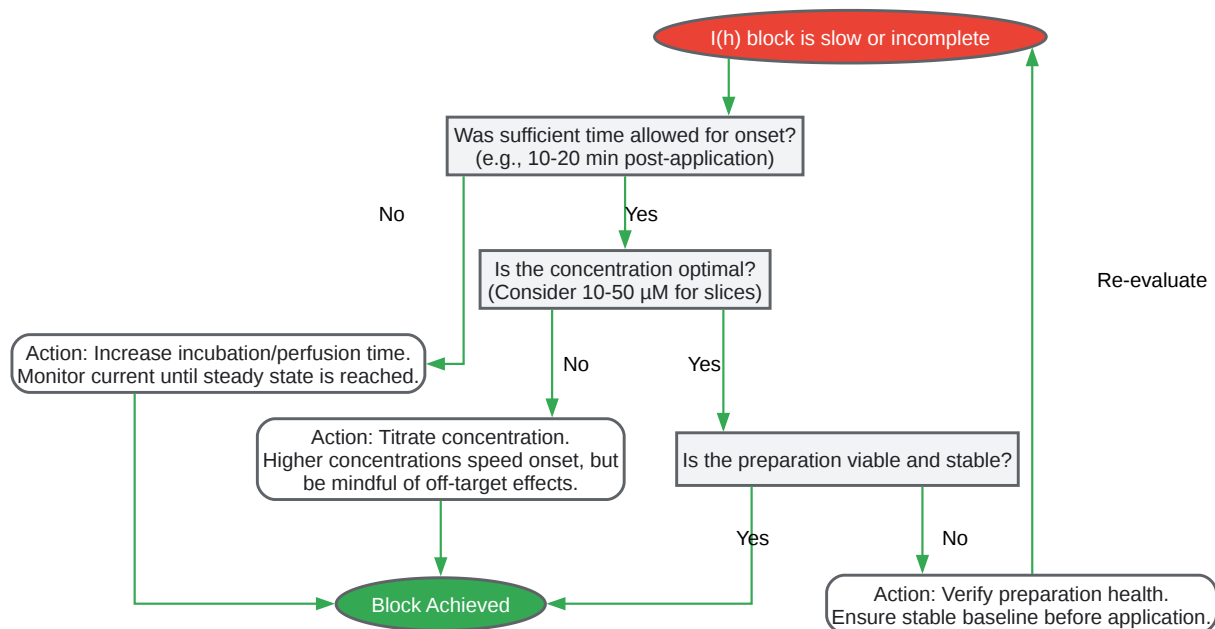 I(h) block is slow or incomplete
Was sufficient time allowed for onset?
(e.g., 10-20 min post-application)
No
Yes
Is the concentration optimal?
(Consider 10-50 µM for slices)
Re-evaluate
Action: Increase incubation/perfusion time.
Monitor current until steady state is reached.
No
Yes
Action: Titrate concentration.
Higher concentrations speed onset, but
be mindful of off-target effects.
Is the preparation viable and stable?
Yes
No
Block Achieved
Action: Verify preparation health.
Ensure stable baseline before application.